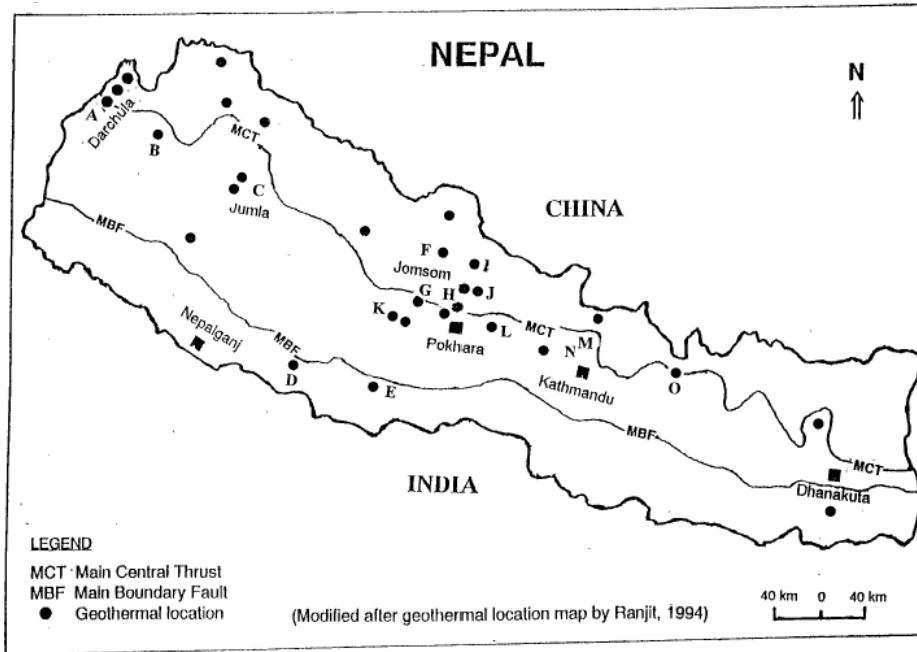 NEPAL
N
A
Darchula
B
MCT
C
Jumla
CHINA
MBF
F
I
Jomsom
J
H
G
K
L
Pokhara
MCT
M
N
Kathmandu
O
Nepalganj
MBF
D
E
MBF
MCT
Dhanakuta
INDIA
LEGEND
MCT Main Central Thrust
MBF Main Boundary Fault
Geothermal location
(Modified after geothermal location map by Ranjit, 1994)
40 km 0 40 km